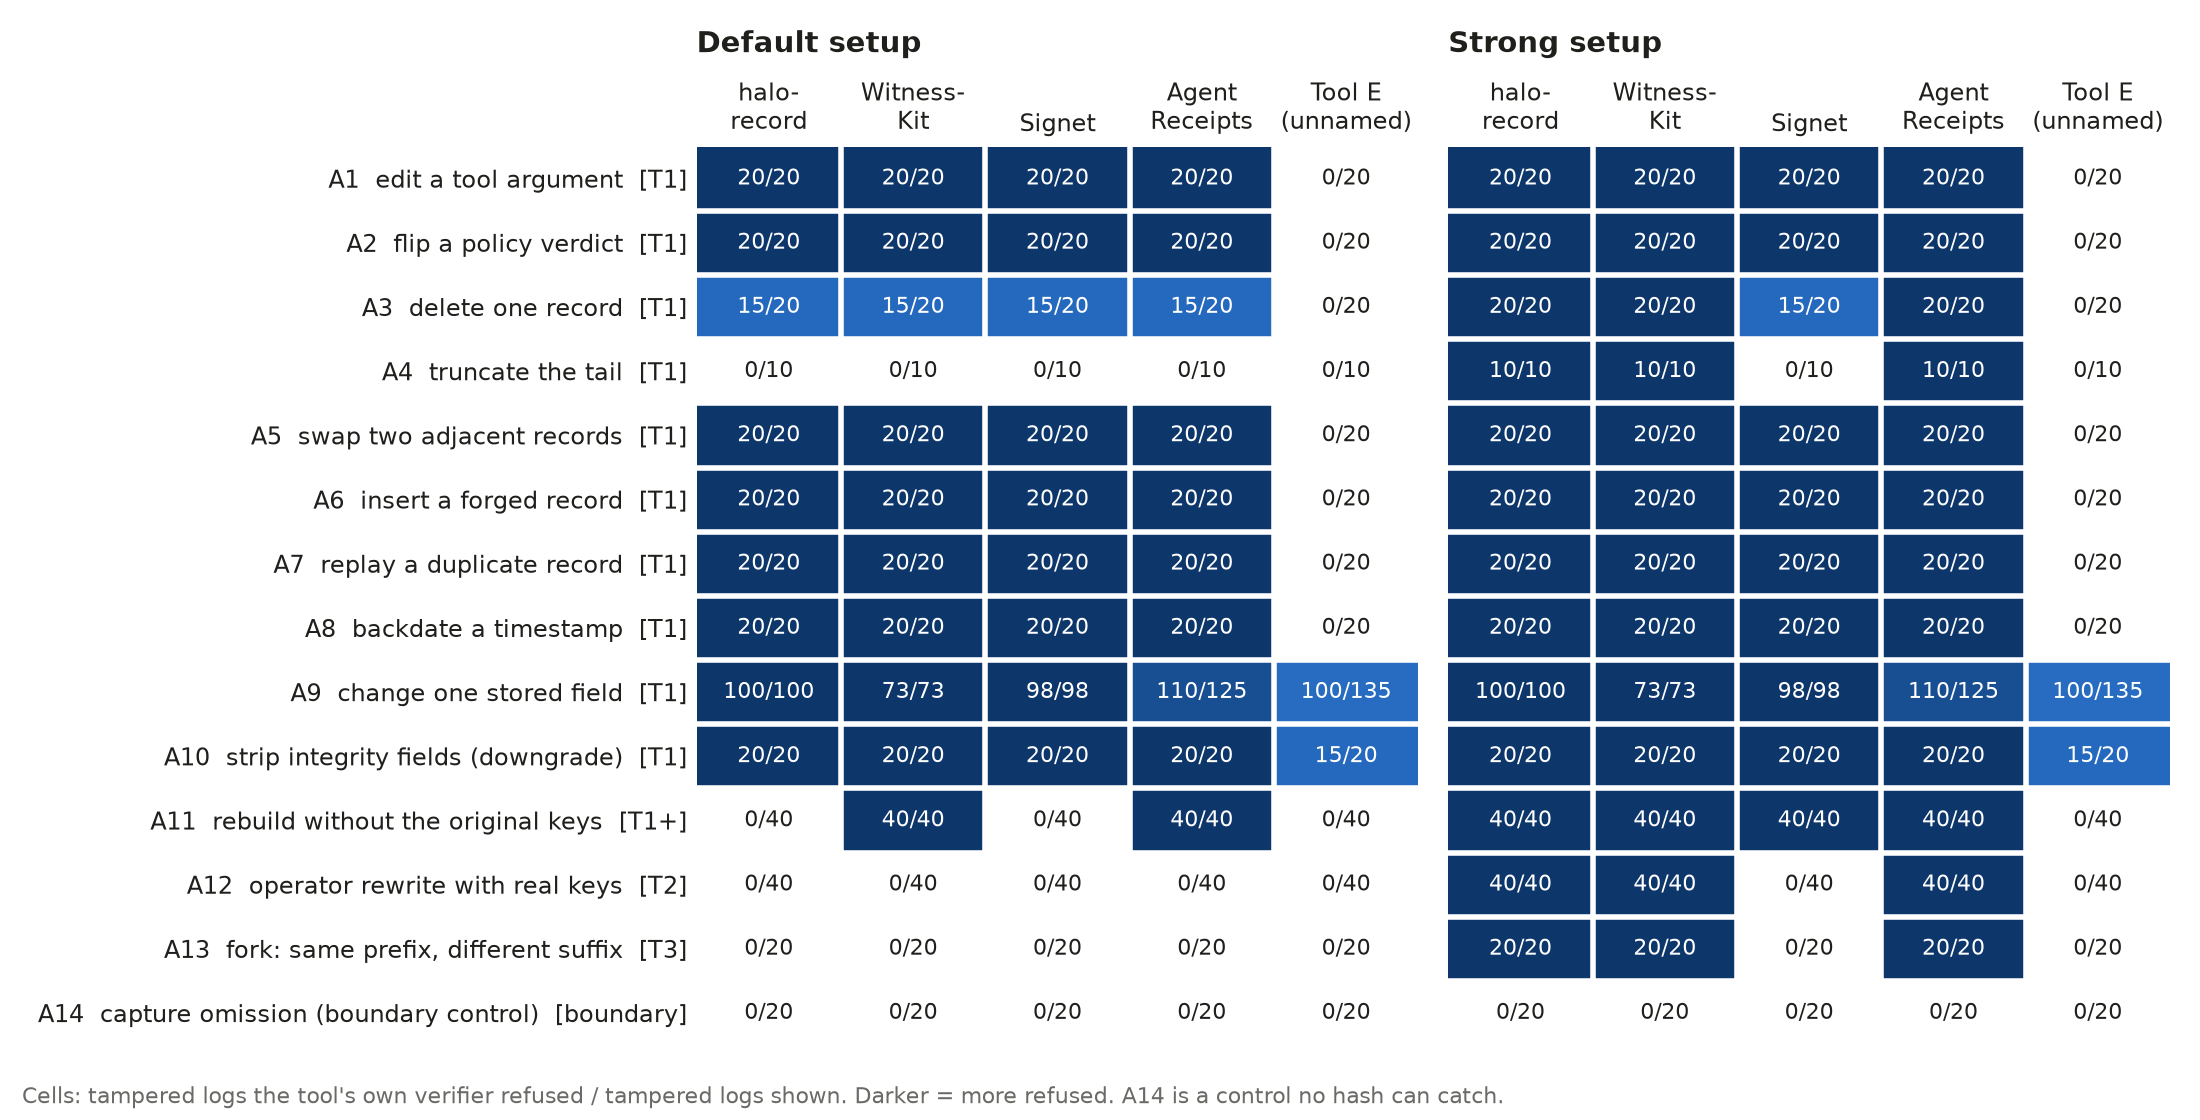 Default setup Strong setup
halo- Witness- Agent Tool E halo- Witness- Agent Tool E
record Kit Signet Receipts (unnamed) record Kit Signet Receipts (unnamed)
A1 edit a tool argument [T1] 20/20 20/20 20/20 20/20 0/20 20/20 20/20 20/20 20/20 0/20
A2 flip a policy verdict [T1] 20/20 20/20 20/20 20/20 0/20 20/20 20/20 20/20 20/20 0/20
A3 delete one record [T1] 15/20 15/20 15/20 15/20 0/20 20/20 20/20 15/20 20/20 0/20
A4 truncate the tail [T1] 0/10 0/10 0/10 0/10 0/10 10/10 10/10 0/10 10/10 0/10
A5 swap two adjacent records [T1] 20/20 20/20 20/20 20/20 0/20 20/20 20/20 20/20 20/20 0/20
A6 insert a forged record [T1] 20/20 20/20 20/20 20/20 0/20 20/20 20/20 20/20 20/20 0/20
A7 replay a duplicate record [T1] 20/20 20/20 20/20 20/20 0/20 20/20 20/20 20/20 20/20 0/20
A8 backdate a timestamp [T1] 20/20 20/20 20/20 20/20 0/20 20/20 20/20 20/20 20/20 0/20
A9 change one stored field [T1] 100/100 73/73 98/98 110/125 100/135 100/100 73/73 98/98 110/125 100/135
A10 strip integrity fields (downgrade) [T1] 20/20 20/20 20/20 20/20 15/20 20/20 20/20 20/20 20/20 15/20
A11 rebuild without the original keys [T1+] 0/40 40/40 0/40 40/40 0/40 40/40 40/40 40/40 40/40 0/40
A12 operator rewrite with real keys [T2] 0/40 0/40 0/40 0/40 0/40 40/40 40/40 0/40 40/40 0/40
A13 fork: same prefix, different suffix [T3] 0/20 0/20 0/20 0/20 0/20 20/20 20/20 0/20 20/20 0/20
A14 capture omission (boundary control) [boundary] 0/20 0/20 0/20 0/20 0/20 0/20 0/20 0/20 0/20 0/20
Cells: tampered logs the tool's own verifier refused / tampered logs shown. Darker = more refused. A14 is a control no hash can catch.